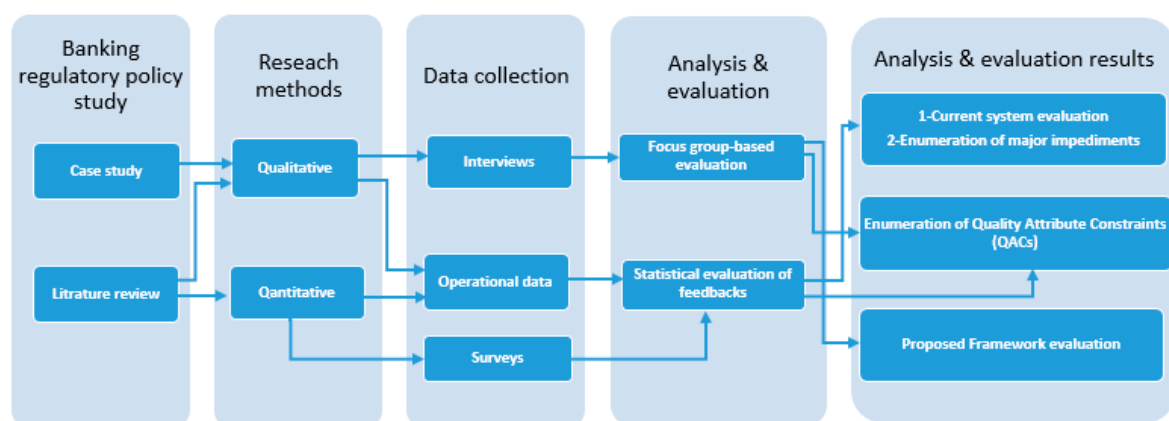 Banking
regulatory policy
study
Case study
Litrature review
Reseach
methods
Qualitative
Qantitative
Data collection
Interviews
Operational data
Surveys
Analysis &
evaluation
Focus group-based
evaluation
Statistical evaluation of
feedbacks
Analysis & evaluation results
1-Current system evaluation
2-Enumeration of major impediments
Enumeration of Quality Attribute Constraints
(QACs)
Proposed Framework evaluation